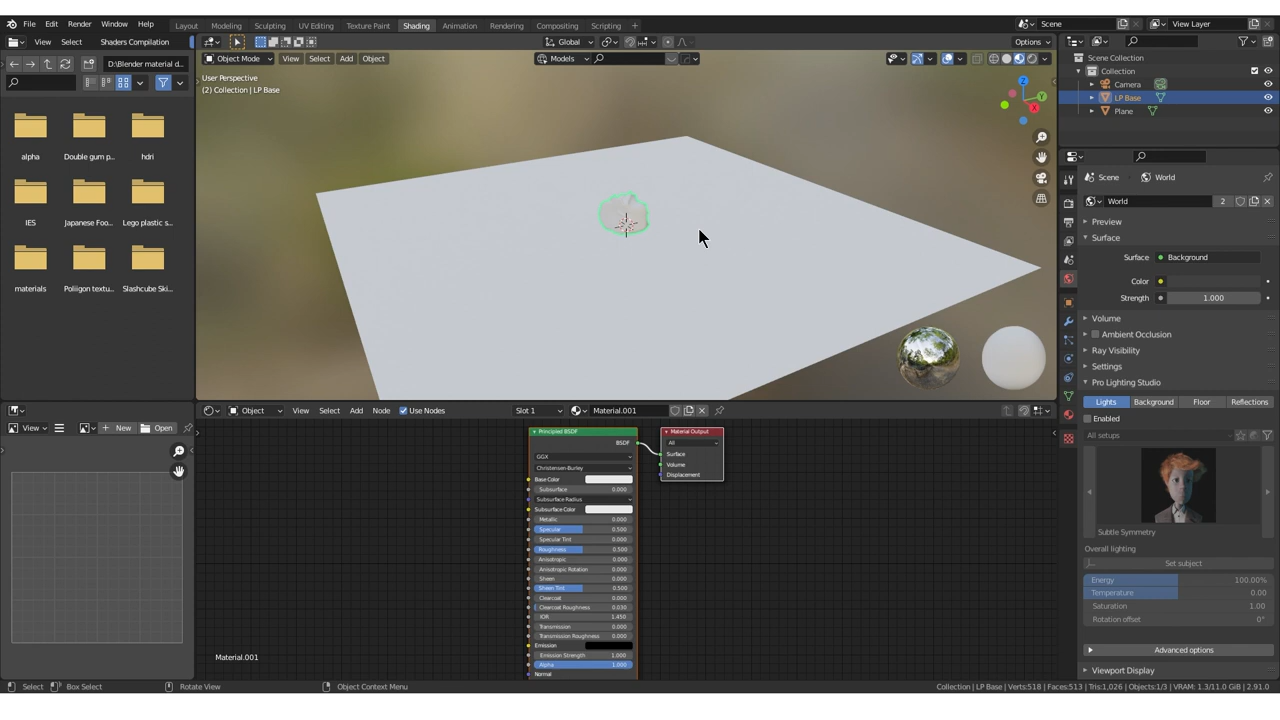 File Edit Render Window Help Layout Modeling Sculpting UV Editing Texture Paint Shading Animation Rendering Compositing Scripting + Scene View Layer
View Select Shaders Compilation
Global
Options
D:\Blender material d...
Object Mode View Select Add Object
Models
User Perspective
(2) Collection | LP Base
Z
Y
X
alpha Double gum p... hdri
IES Japanese Foo... Lego plastic s...
materials Poliigon textu... Slashcube Ski...
Scene Collection
Collection
Camera
LP Base
Plane
Scene World
World 2
Preview
Surface
Surface Background
Color
Strength 1.000
Volume
Ambient Occlusion
Ray Visibility
Settings
Pro Lighting Studio
Lights Background Floor Reflections
Enabled
All setups
Subtle Symmetry
Overall lighting
Set subject
Energy 100.00%
Temperature 0.00
Saturation 1.00
Rotation offset 0°
Advanced options
Viewport Display
View New Open
Object View Select Add Node Use Nodes Slot 1 Material.001
Principled BSDF
BSDF
GGX
Christensen-Burley
Base Color
Subsurface 0.000
Subsurface Radius
Subsurface Color
Metallic 0.000
Specular 0.500
Specular Tint 0.000
Roughness 0.500
Anisotropic 0.000
Anisotropic Rotation 0.000
Sheen 0.000
Sheen Tint 0.500
Clearcoat 0.000
Clearcoat Roughness 0.030
IOR 1.450
Transmission 0.000
Transmission Roughness 0.000
Emission
Emission Strength 1.000
Alpha 1.000
Normal
Material Output
All
Surface
Volume
Displacement
Material.001
Select Box Select Rotate View Object Context Menu Collection | LP Base | Verts:518 | Faces:513 | Tris:1,026 | Objects:1/3 | VRAM: 1.3/11.0 GiB | 2.91.0